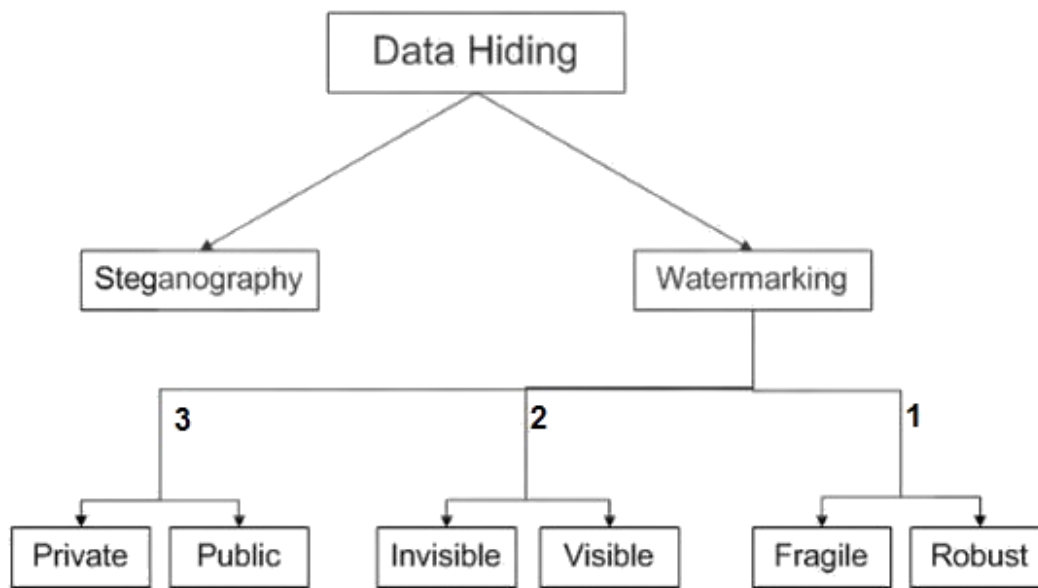 Data Hiding
Steganography
Watermarking
3
2
1
Private
Public
Invisible
Visible
Fragile
Robust